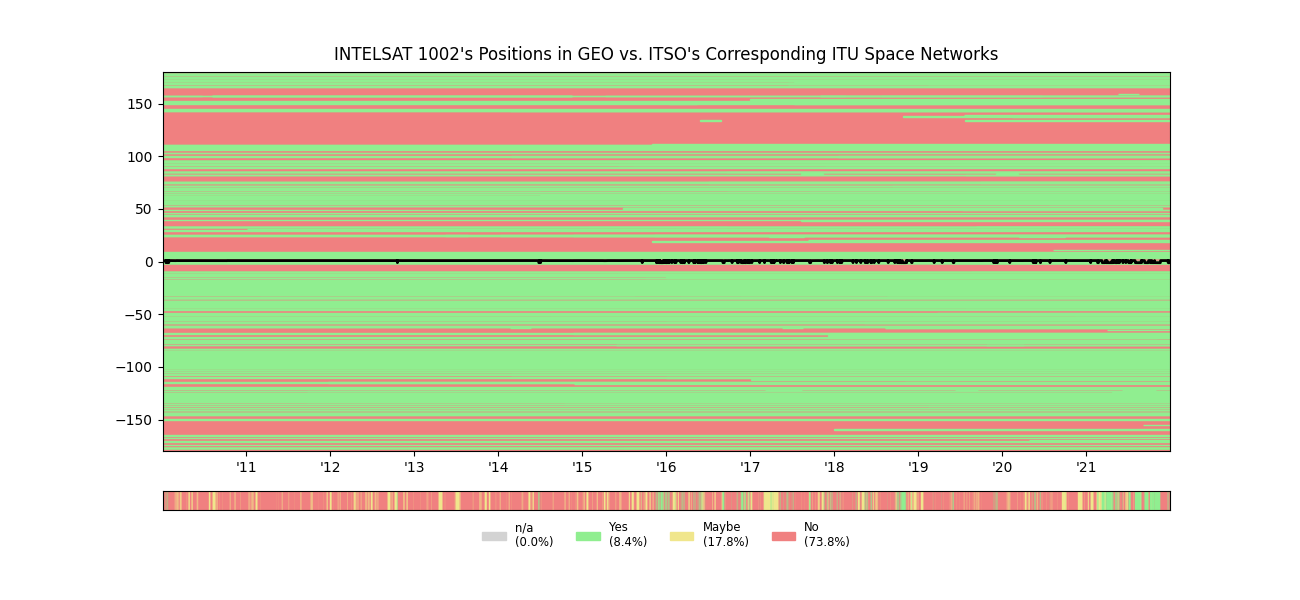 INTELSAT 1002's Positions in GEO vs. ITSO's Corresponding ITU Space Networks
150
100
50
0
−50
−100
−150
'11 '12 '13 '14 '15 '16 '17 '18 '19 '20 '21
n/a Yes Maybe No
(0.0%) (8.4%) (17.8%) (73.8%)